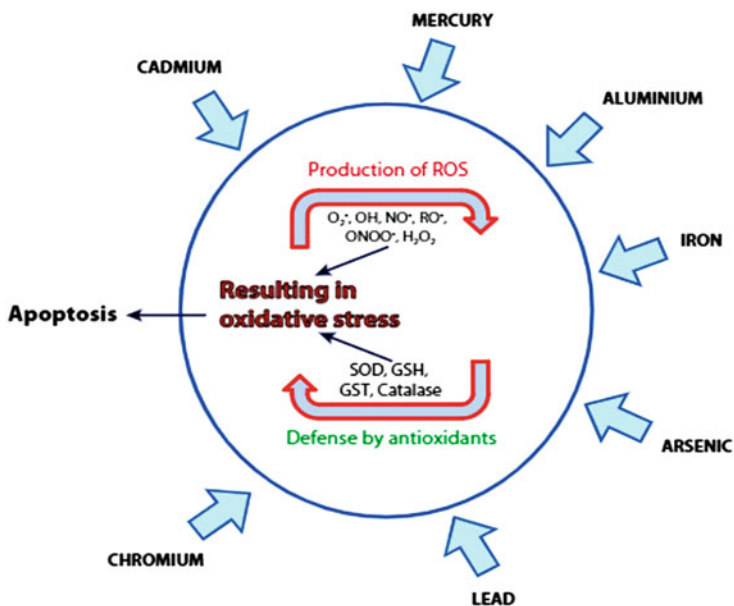 MERCURY
CADMIUM
ALUMINIUM
Production of ROS
O₂•, OH, NO•, RO•,
ONOO•, H₂O₂
IRON
Resulting in
oxidative stress
Apoptosis
SOD, GSH,
GST, Catalase
Defense by antioxidants
ARSENIC
CHROMIUM
LEAD